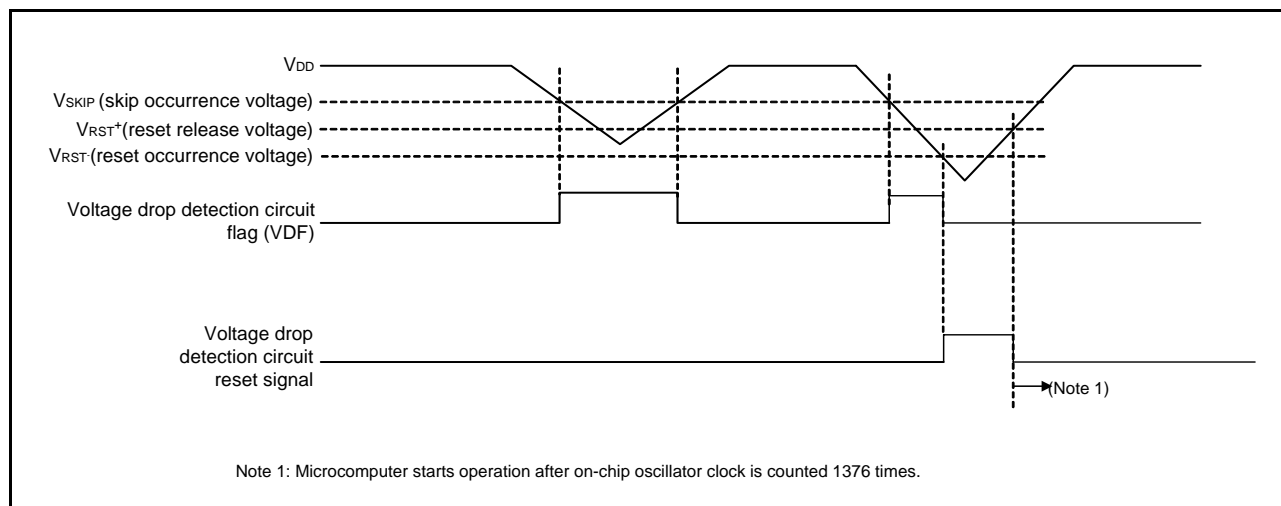 VDD
VSKIP (skip occurrence voltage)
VRST+(reset release voltage)
VRST-(reset occurrence voltage)
Voltage drop detection circuit
flag (VDF)
Voltage drop
detection circuit
reset signal
(Note 1)
Note 1: Microcomputer starts operation after on-chip oscillator clock is counted 1376 times.